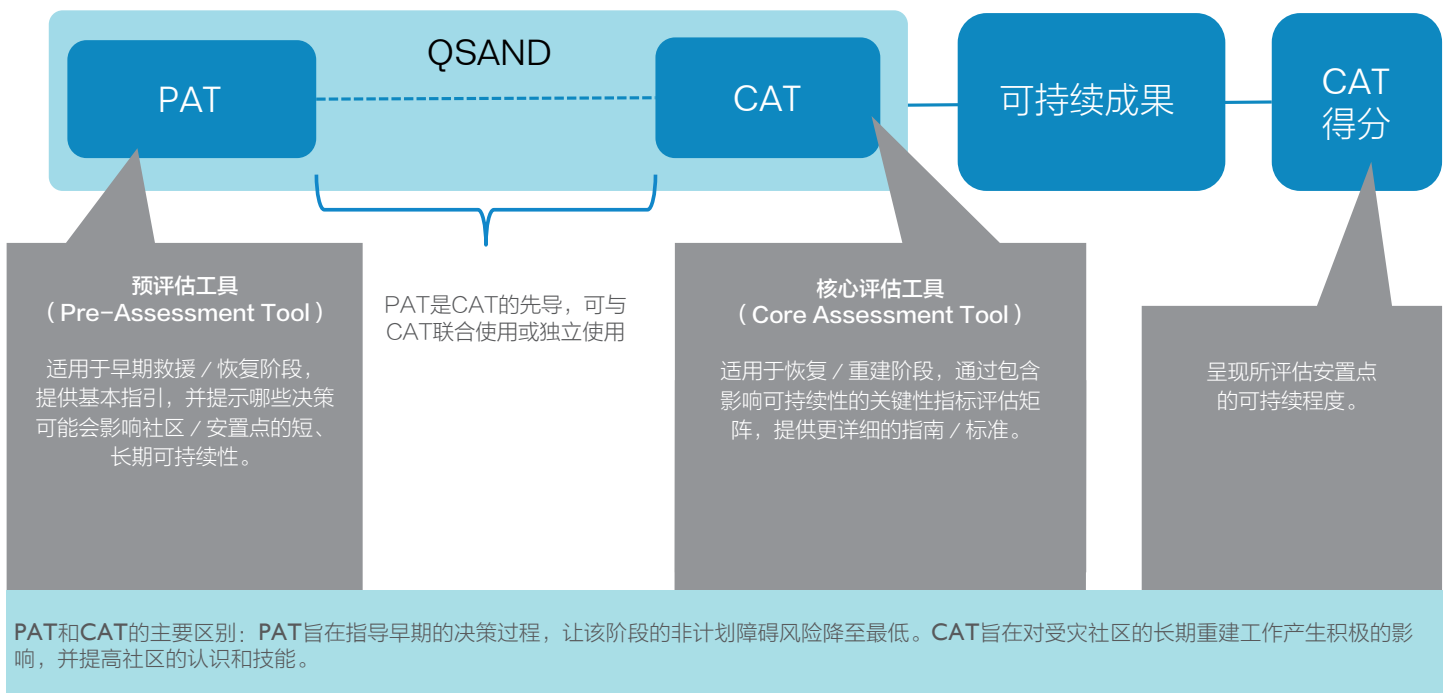 QSAND
PAT
CAT
可持续成果
CAT
得分
预评估工具
（Pre-Assessment Tool）
适用于早期救援 / 恢复阶段，
提供基本指引，并提示哪些决策
可能会影响社区 / 安置点的短、
长期可持续性。
PAT是CAT的先导，可与
CAT联合使用或独立使用
核心评估工具
（Core Assessment Tool）
适用于恢复 / 重建阶段，通过包含
影响可持续性的关键性指标评估矩
阵，提供更详细的指南 / 标准。
呈现所评估安置点
的可持续程度。
PAT和CAT的主要区别：PAT旨在指导早期的决策过程，让该阶段的非计划障碍风险降至最低。CAT旨在对受灾社区的长期重建工作产生积极的影
响，并提高社区的认识和技能。